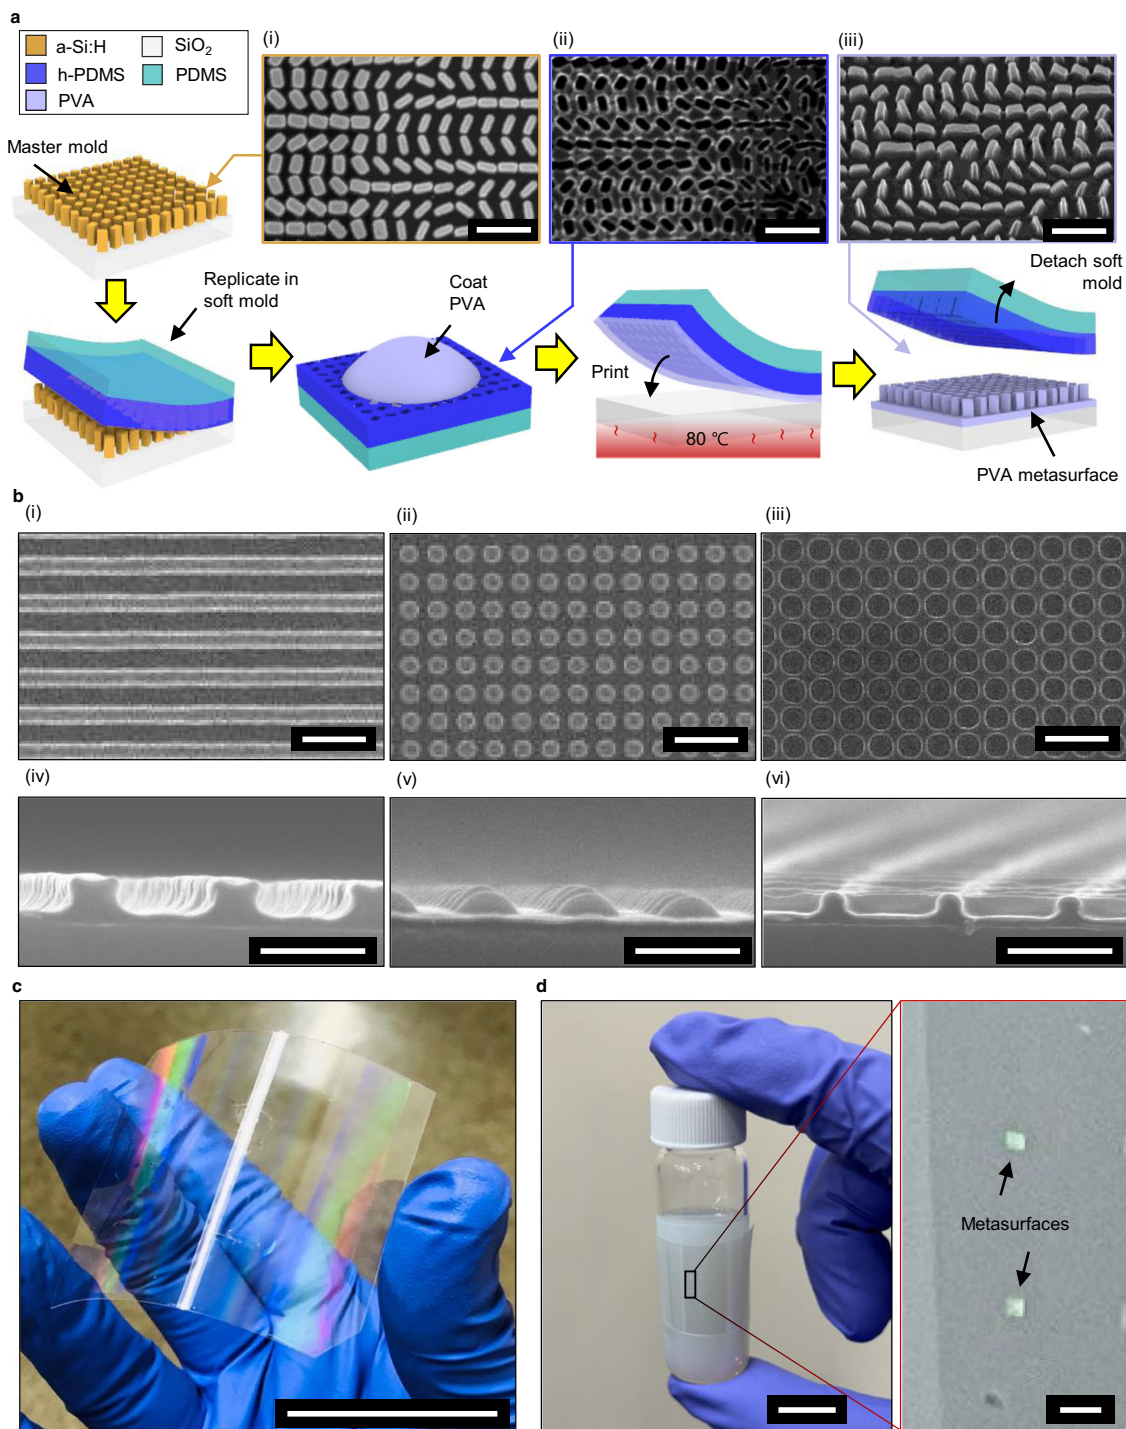 a
a-Si:H
SiO₂
h-PDMS
PDMS
PVA
(i)
(ii)
(iii)
Master mold
Replicate in
soft mold
Coat
PVA
Print
80 ℃
Detach soft
mold
PVA metasurface
b
(i)
(ii)
(iii)
(iv)
(v)
(vi)
c
d
Metasurfaces